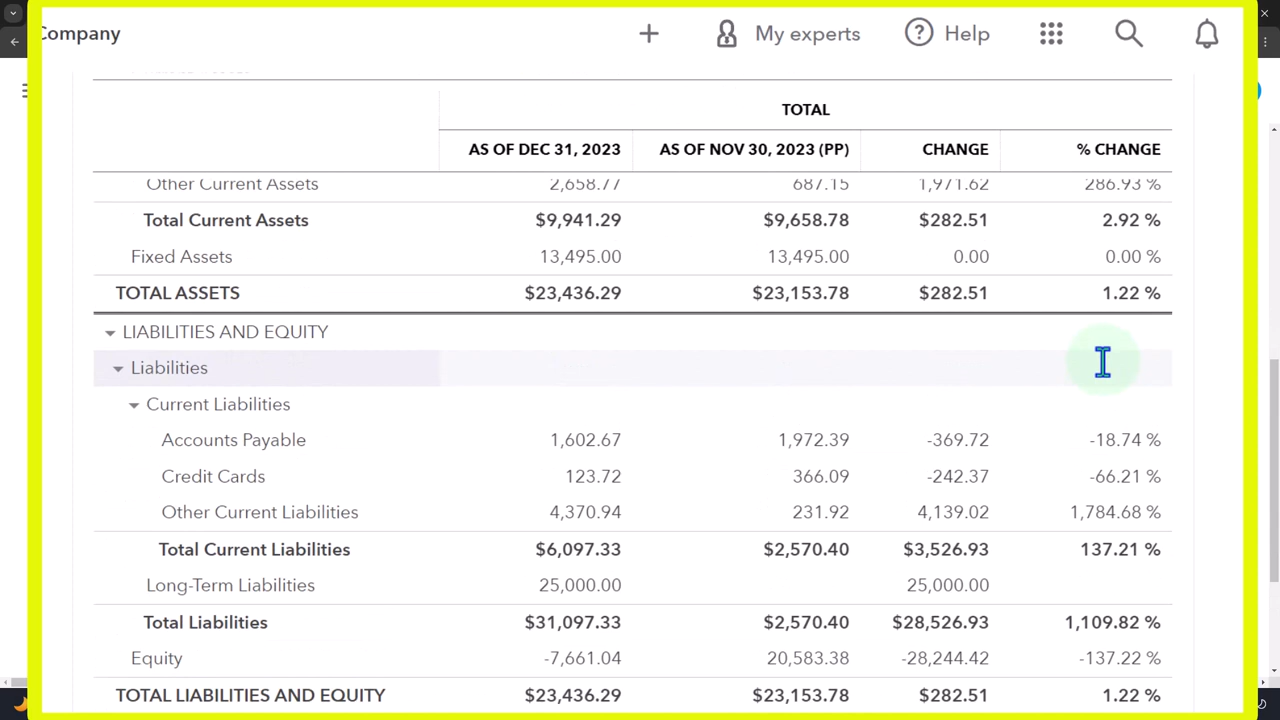 Company My experts Help
TOTAL
AS OF DEC 31, 2023 AS OF NOV 30, 2023 (PP) CHANGE % CHANGE
Other Current Assets 2,658.77 687.15 1,971.62 286.93 %
Total Current Assets $9,941.29 $9,658.78 $282.51 2.92 %
Fixed Assets 13,495.00 13,495.00 0.00 0.00 %
TOTAL ASSETS $23,436.29 $23,153.78 $282.51 1.22 %
LIABILITIES AND EQUITY
Liabilities
Current Liabilities
Accounts Payable 1,602.67 1,972.39 -369.72 -18.74 %
Credit Cards 123.72 366.09 -242.37 -66.21 %
Other Current Liabilities 4,370.94 231.92 4,139.02 1,784.68 %
Total Current Liabilities $6,097.33 $2,570.40 $3,526.93 137.21 %
Long-Term Liabilities 25,000.00 25,000.00
Total Liabilities $31,097.33 $2,570.40 $28,526.93 1,109.82 %
Equity -7,661.04 20,583.38 -28,244.42 -137.22 %
TOTAL LIABILITIES AND EQUITY $23,436.29 $23,153.78 $282.51 1.22 %